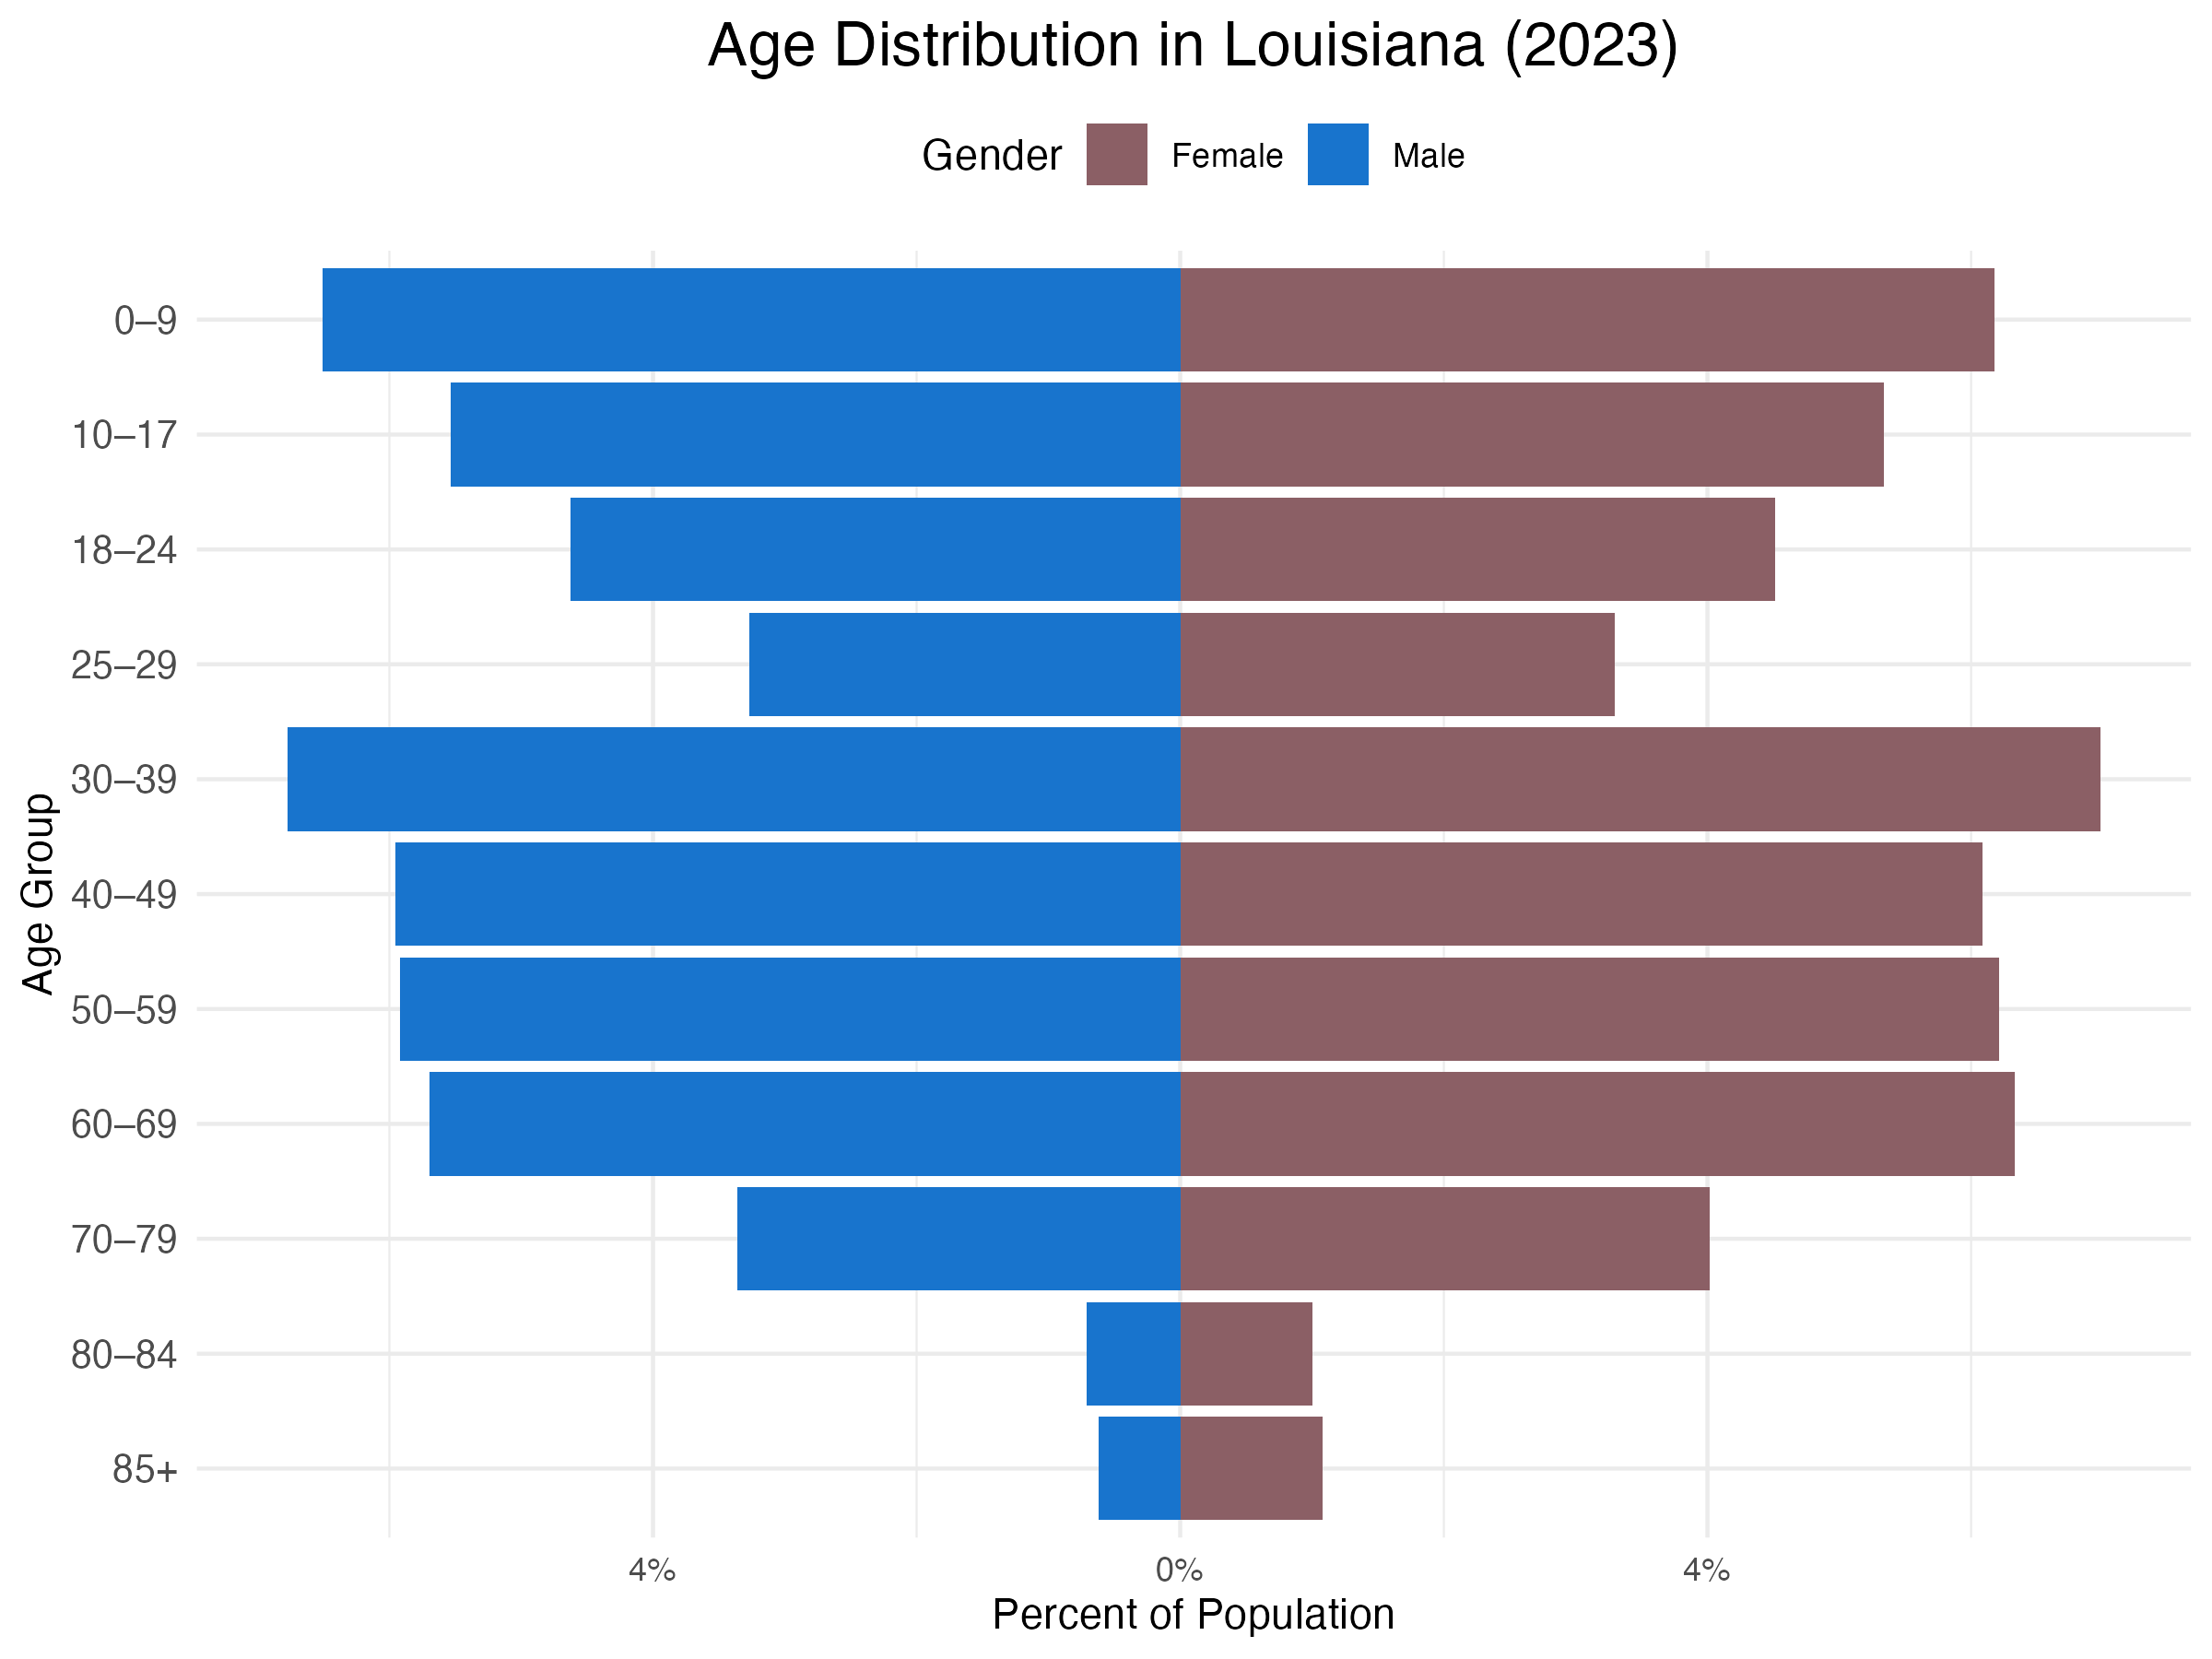 Age Distribution in Louisiana (2023)
Gender Female Male
0–9
10–17
18–24
25–29
30–39
40–49
50–59
60–69
70–79
80–84
85+
Age Group
4% 0% 4%
Percent of Population